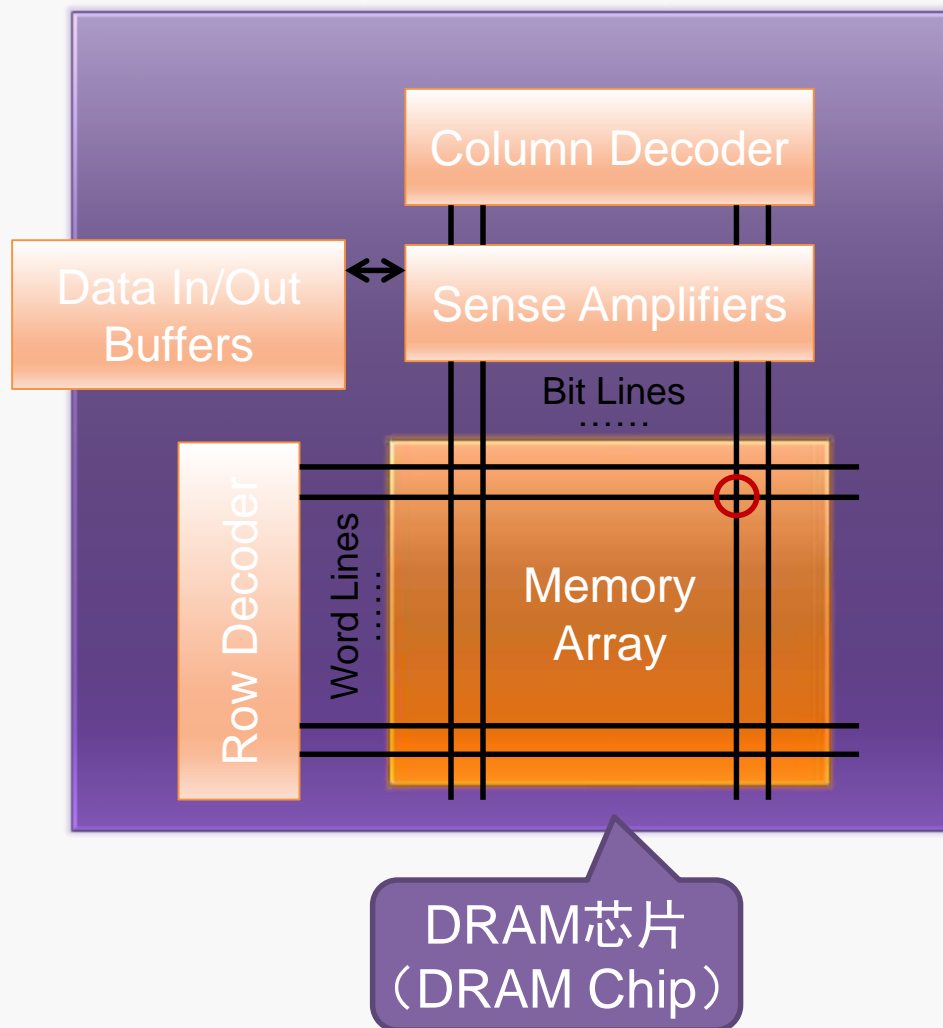 Column Decoder
Data In/Out
Buffers
Sense Amplifiers
Bit Lines
......
Row Decoder
Word Lines
......
Memory
Array
DRAM芯片
（DRAM Chip）